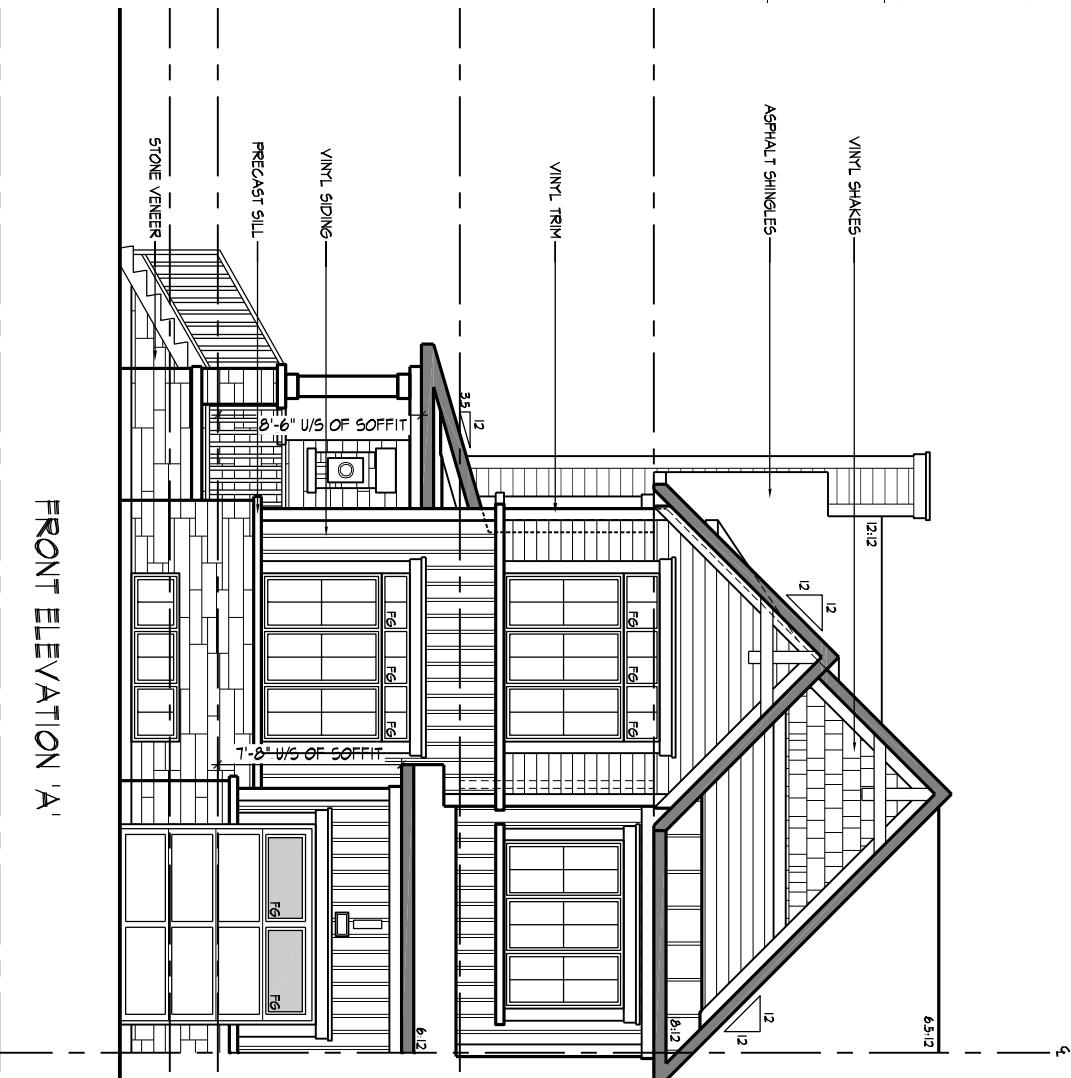 VINYL SHAKES
ASPHALT SHINGLES
VINYL TRIM
VINYL SIDING
PRECAST SILL
STONE VENEER
12:12
12
12
6.5:12
12
12
8:12
3.5
12
6:12
FG
FG
FG
FG
FG
FG
FG
FG
8'-6" U/S OF SOFFIT
7'-8" U/S OF SOFFIT
FRONT ELEVATION 'A'